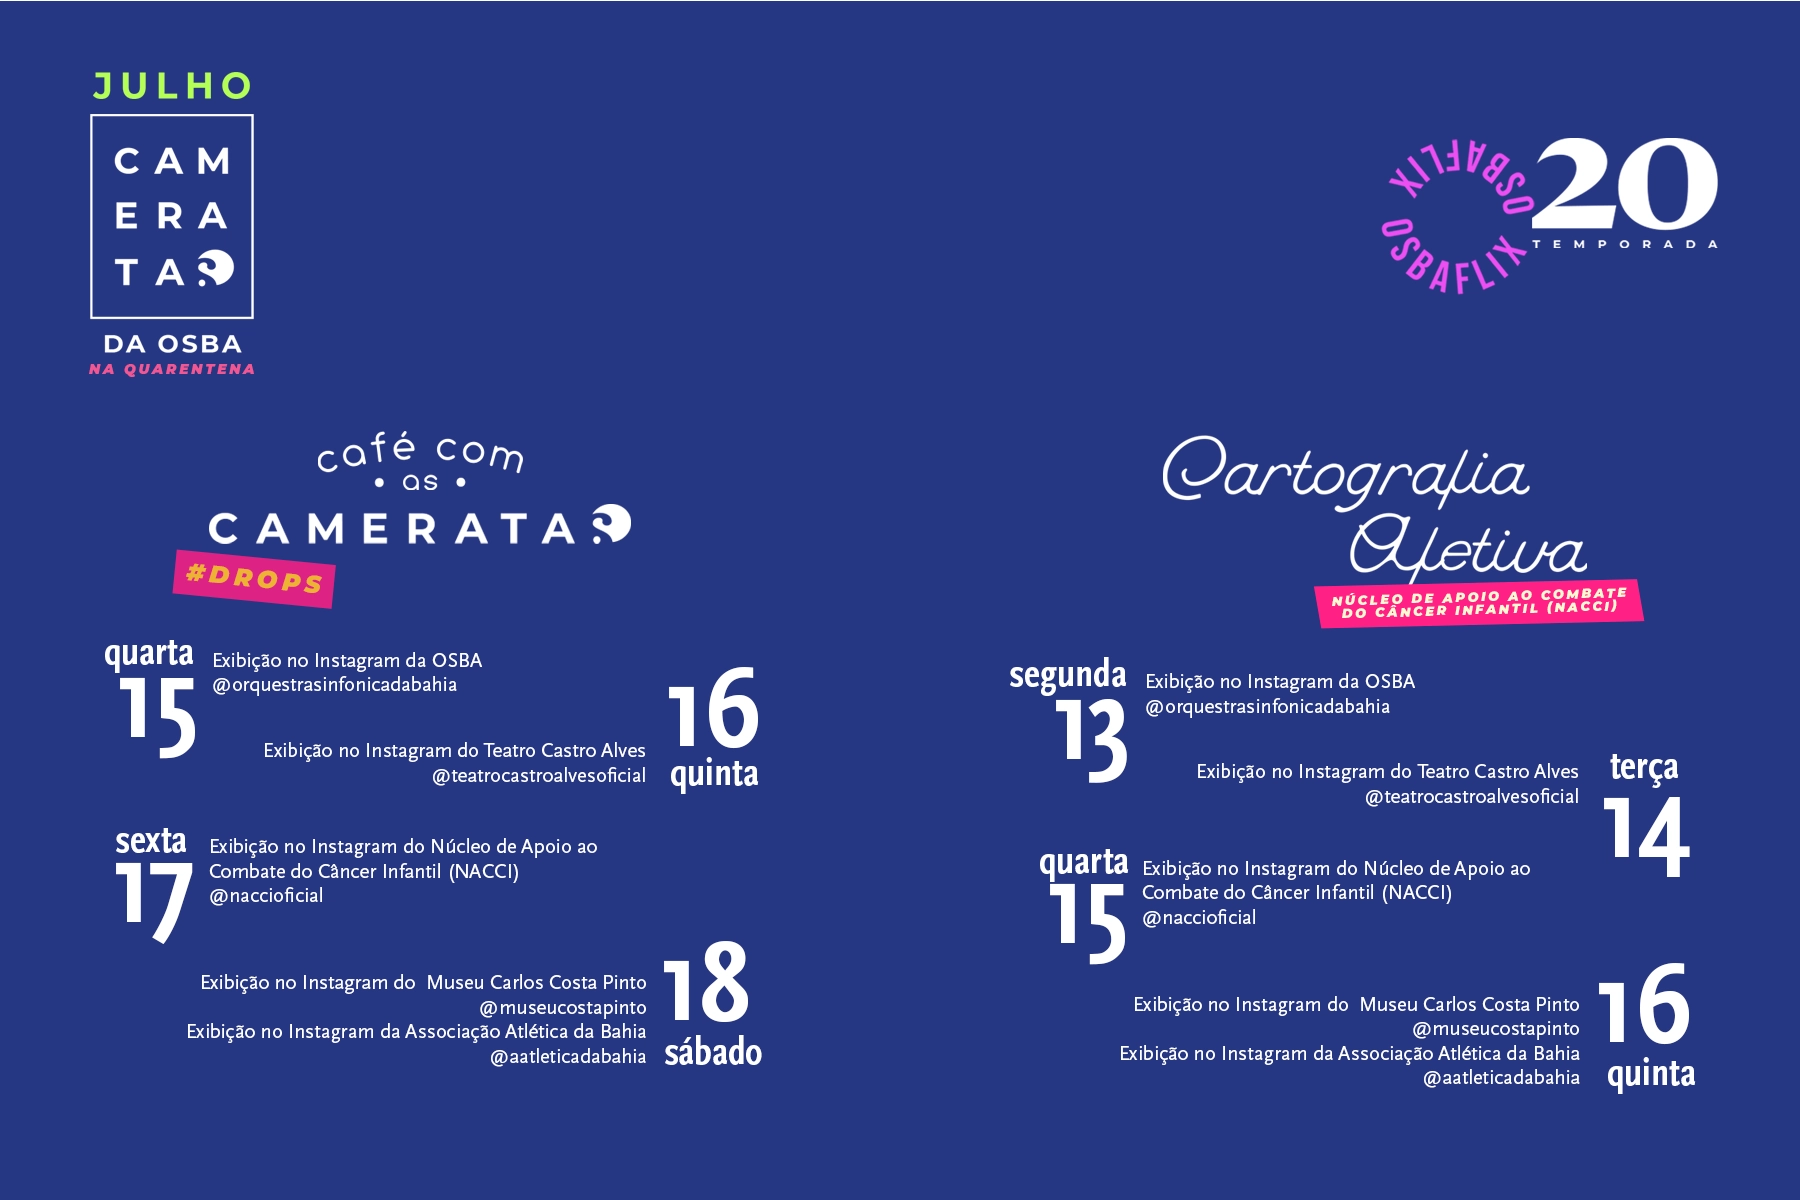 JULHO
CAM
ERA
TAS
DA OSBA
NA QUARENTENA
OSBAFLIX OSBAFLIX
20
TEMPORADA
café com
• as •
CAMERATAS
#DROPS
quarta
15
Exibição no Instagram da OSBA
@orquestrasinfonicadabahia
16
quinta
Exibição no Instagram do Teatro Castro Alves
@teatrocastroalvesoficial
sexta
17
Exibição no Instagram do Núcleo de Apoio ao
Combate do Câncer Infantil (NACCI)
@naccioficial
18
sábado
Exibição no Instagram do  Museu Carlos Costa Pinto
@museucostapinto
Exibição no Instagram da Associação Atlética da Bahia
@aatleticadabahia
Cartografia
Afetiva
NÚCLEO DE APOIO AO COMBATE
DO CÂNCER INFANTIL (NACCI)
segunda
13
Exibição no Instagram da OSBA
@orquestrasinfonicadabahia
terça
14
Exibição no Instagram do Teatro Castro Alves
@teatrocastroalvesoficial
quarta
15
Exibição no Instagram do Núcleo de Apoio ao
Combate do Câncer Infantil (NACCI)
@naccioficial
16
quinta
Exibição no Instagram do  Museu Carlos Costa Pinto
@museucostapinto
Exibição no Instagram da Associação Atlética da Bahia
@aatleticadabahia